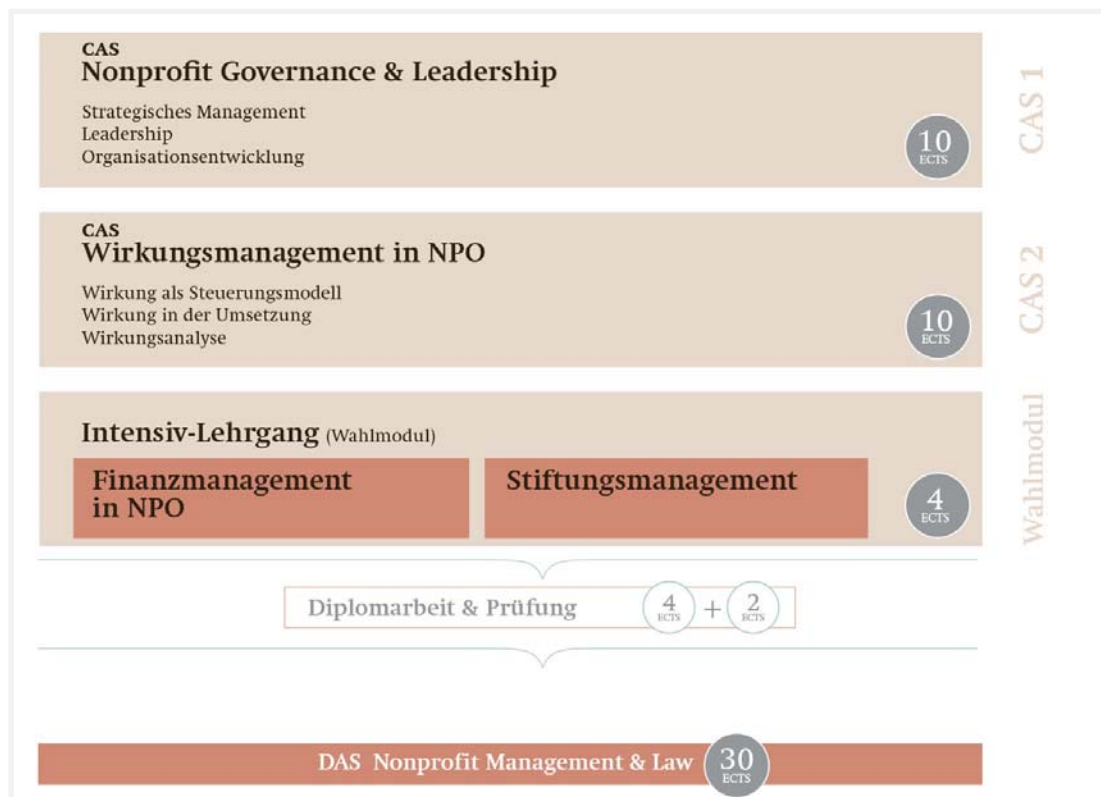 CAS
Nonprofit Governance & Leadership
Strategisches Management
Leadership
Organisationsentwicklung
10
ECTS
CAS 1
CAS
Wirkungsmanagement in NPO
Wirkung als Steuerungsmodell
Wirkung in der Umsetzung
Wirkungsanalyse
10
ECTS
CAS 2
Intensiv-Lehrgang (Wahlmodul)
Finanzmanagement
in NPO
Stiftungsmanagement
4
ECTS
Wahlmodul
Diplomarbeit & Prüfung
4
ECTS
+
2
ECTS
DAS Nonprofit Management & Law
30
ECTS